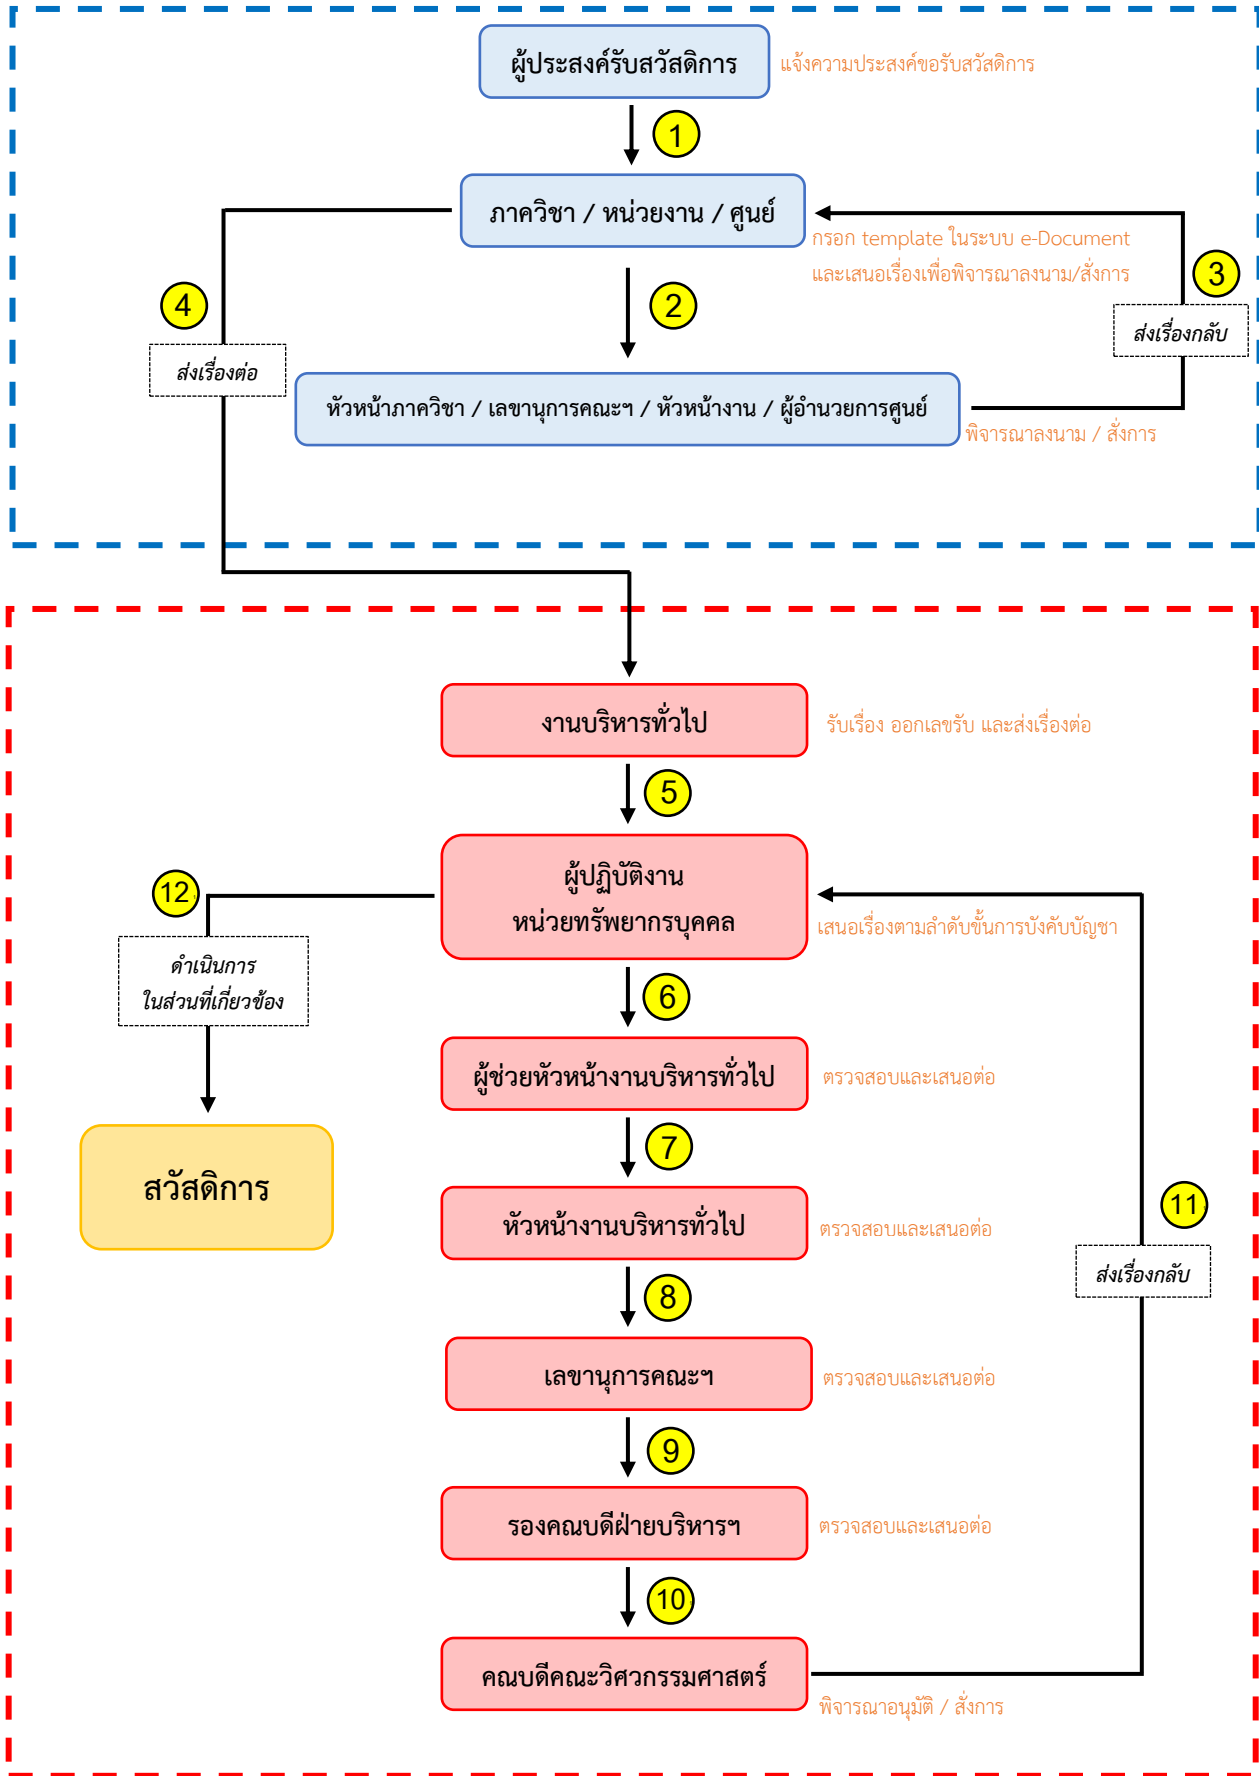 ผู้ประสงค์รับสวัสดิการ
แจ้งความประสงค์ขอรับสวัสดิการ
1
ภาควิชา / หน่วยงาน / ศูนย์
กรอก template ในระบบ e-Document
และเสนอเรื่องเพื่อพิจารณาลงนาม/สั่งการ
2
3
ส่งเรื่องกลับ
4
ส่งเรื่องต่อ
หัวหน้าภาควิชา / เลขานุการคณะฯ / หัวหน้างาน / ผู้อำนวยการศูนย์
พิจารณาลงนาม / สั่งการ
งานบริหารทั่วไป
รับเรื่อง ออกเลขรับ และส่งเรื่องต่อ
5
ผู้ปฏิบัติงาน
หน่วยทรัพยากรบุคคล
เสนอเรื่องตามลำดับขั้นการบังคับบัญชา
12
ดำเนินการ
ในส่วนที่เกี่ยวข้อง
6
ผู้ช่วยหัวหน้างานบริหารทั่วไป
ตรวจสอบและเสนอต่อ
7
สวัสดิการ
หัวหน้างานบริหารทั่วไป
ตรวจสอบและเสนอต่อ
11
ส่งเรื่องกลับ
8
เลขานุการคณะฯ
ตรวจสอบและเสนอต่อ
9
รองคณบดีฝ่ายบริหารฯ
ตรวจสอบและเสนอต่อ
10
คณบดีคณะวิศวกรรมศาสตร์
พิจารณาอนุมัติ / สั่งการ